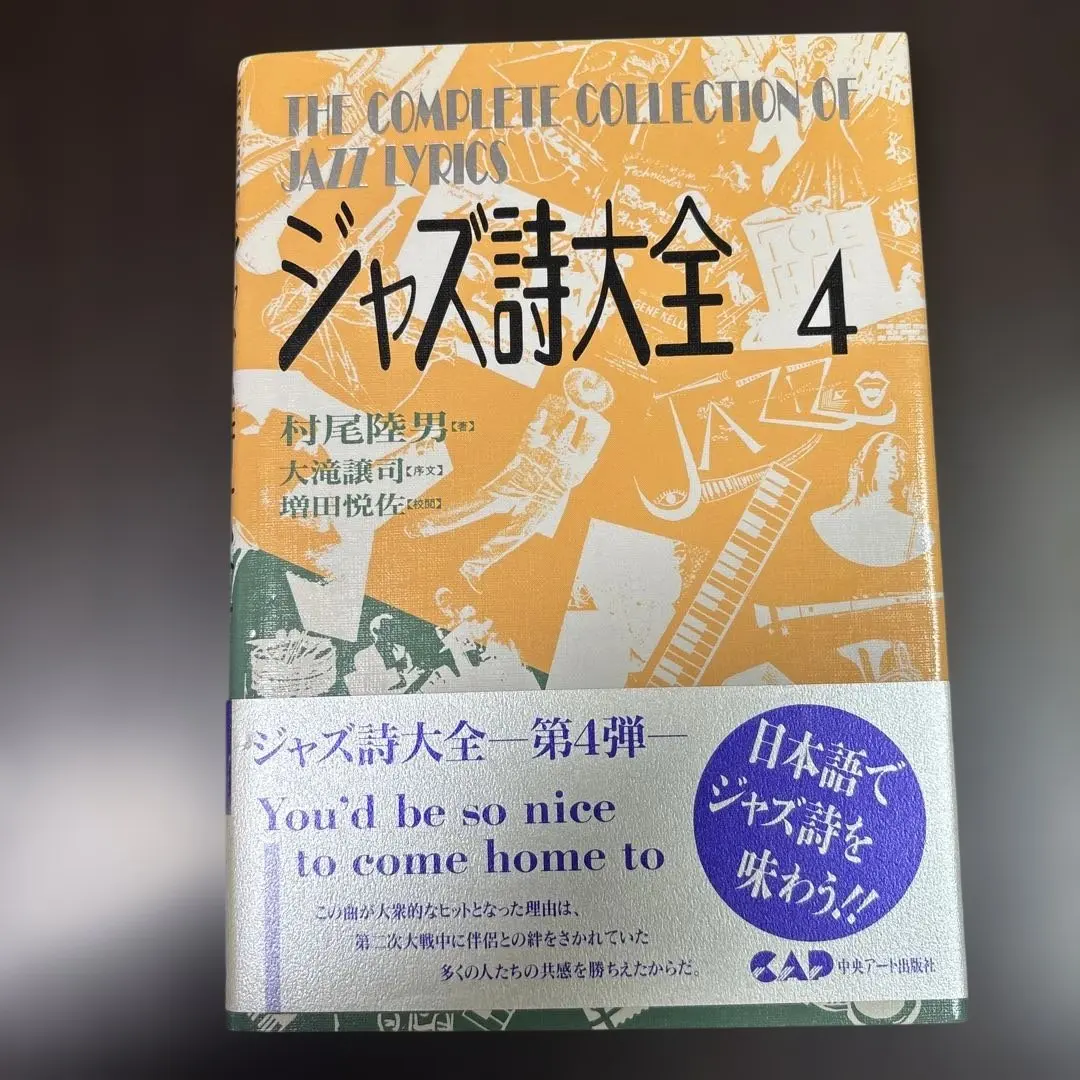 THE COMPLETE COLLECTION OF
JAZZ LYRICS
ジャズ詩大全 4
GENE KELLY
JAZZ
村尾陸男【著】
大滝譲司【序文】
増田悦佐【校閲】
ジャズ詩大全—第4弾—
You'd be so nice
to come home to
この曲が大衆的なヒットとなった理由は、
第二次大戦中に伴侶との絆をさかれていた
多くの人たちの共感を勝ちえたからだ。
日本語で
ジャズ詩を
味わう!!
CAP 中央アート出版社